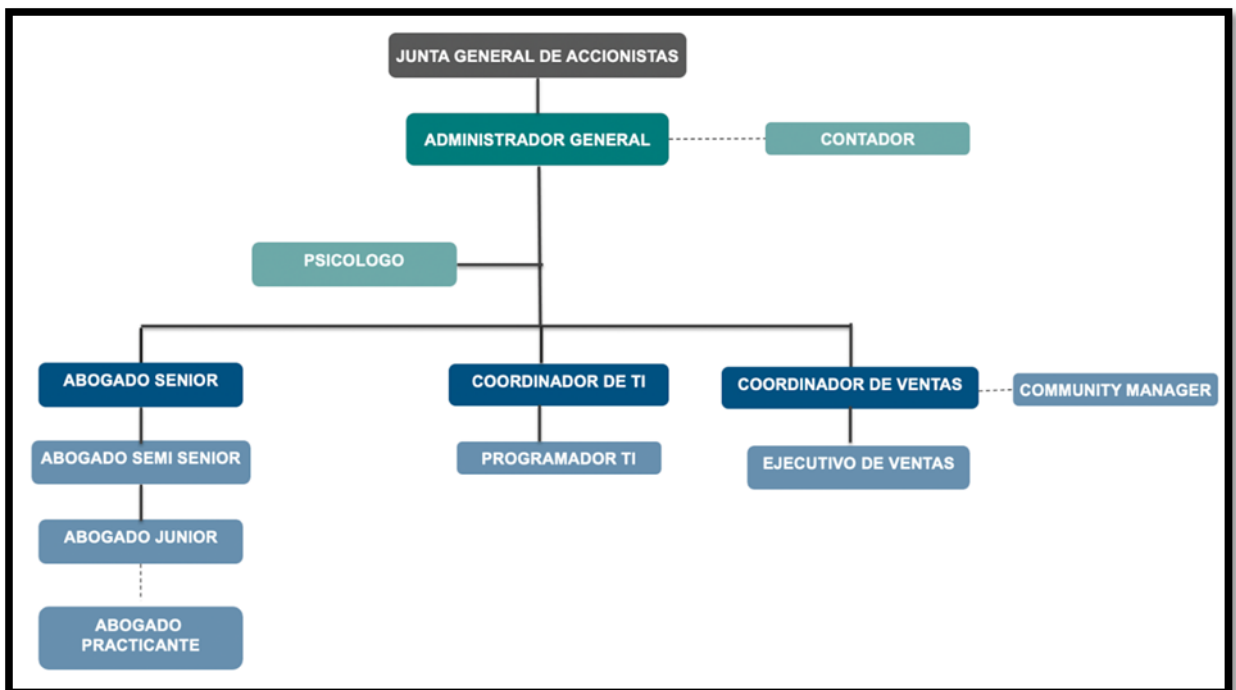 JUNTA GENERAL DE ACCIONISTAS
ADMINISTRADOR GENERAL
CONTADOR
PSICOLOGO
ABOGADO SENIOR
COORDINADOR DE TI
COORDINADOR DE VENTAS
COMMUNITY MANAGER
ABOGADO SEMI SENIOR
PROGRAMADOR TI
EJECUTIVO DE VENTAS
ABOGADO JUNIOR
ABOGADO
PRACTICANTE